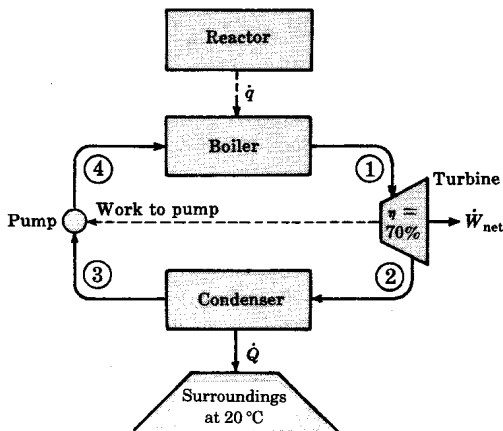 Reactor
q̇
Boiler
④
①
Turbine
Pump
Work to pump
η =
70%
Ẇnet
③
②
Condenser
Q̇
Surroundings
at 20 °C